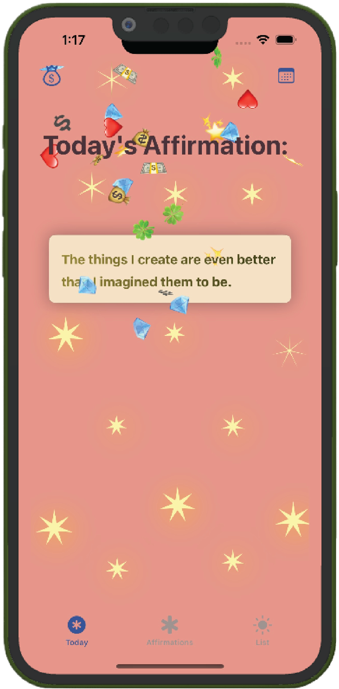 1:17
Today's Affirmation:
The things I create are even better
than I imagined them to be.
Today
Affirmations
List